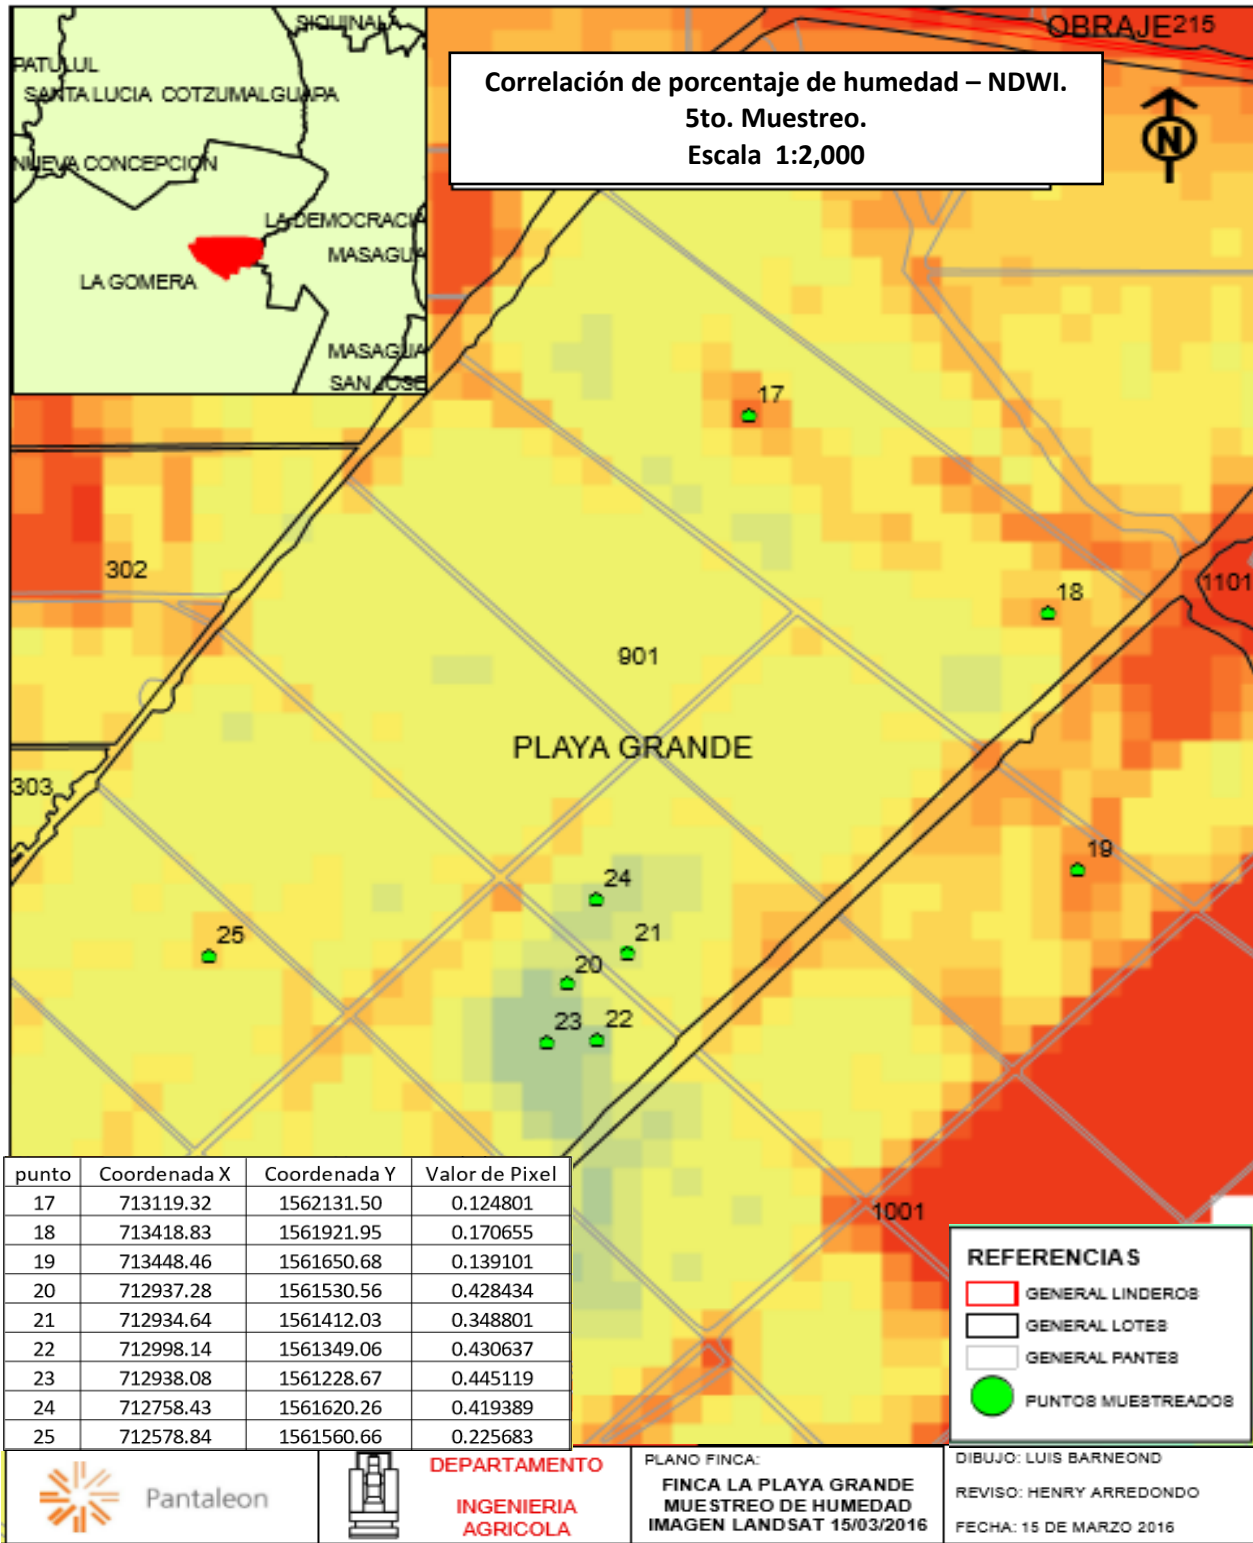 SIQUINALA
PATULUL
SANTA LUCIA COTZUMALGUAPA
NUEVA CONCEPCION
LA DEMOCRACIA
MASAGUA
LA GOMERA
MASAGUA
SAN JOSE
OBRAJE 215
Correlación de porcentaje de humedad – NDWI.
5to. Muestreo.
Escala 1:2,000
N
17
302
18
1101
901
PLAYA GRANDE
303
19
24
25
21
20
23
22
1001
punto Coordenada X Coordenada Y Valor de Pixel
17 713119.32 1562131.50 0.124801
18 713418.83 1561921.95 0.170655
19 713448.46 1561650.68 0.139101
20 712937.28 1561530.56 0.428434
21 712934.64 1561412.03 0.348801
22 712998.14 1561349.06 0.430637
23 712938.08 1561228.67 0.445119
24 712758.43 1561620.26 0.419389
25 712578.84 1561560.66 0.225683
REFERENCIAS
GENERAL LINDEROS
GENERAL LOTES
GENERAL PANTES
PUNTOS MUESTREADOS
Pantaleon
DEPARTAMENTO
INGENIERIA
AGRICOLA
PLANO FINCA:
FINCA LA PLAYA GRANDE
MUESTREO DE HUMEDAD
IMAGEN LANDSAT 15/03/2016
DIBUJO: LUIS BARNEOND
REVISO: HENRY ARREDONDO
FECHA: 15 DE MARZO 2016